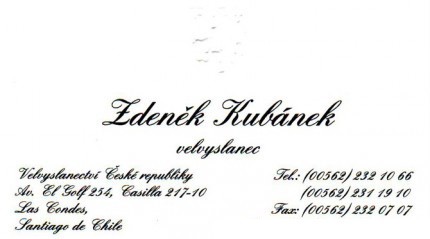 Zdeněk Kubánek
velvyslanec
Velvyslanectví České republiky
Av. El Golf 254, Casilla 217-10
Las Condes,
Santiago de Chile
Tel.: (00562) 232 10 66
(00562) 231 19 10
Fax: (00562) 232 07 07